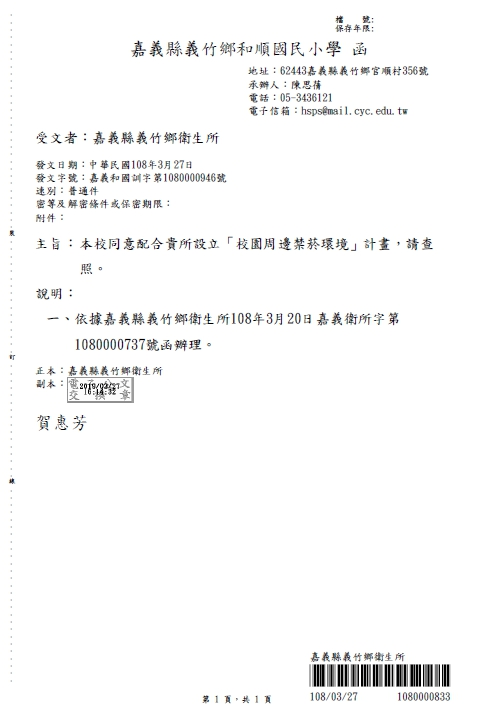 檔　　號：
保存年限：
嘉義縣義竹鄉和順國民小學 函
地址：62443嘉義縣義竹鄉官順村356號
承辦人：陳思蒨
電話：05-3436121
電子信箱：hsps@mail.cyc.edu.tw
受文者：嘉義縣義竹鄉衛生所
發文日期：中華民國108年3月27日
發文字號：嘉義和國訓字第1080000946號
速別：普通件
密等及解密條件或保密期限：
附件：
主旨：本校同意配合貴所設立「校園周邊禁菸環境」計畫，請查
照。
說明：
一、依據嘉義縣義竹鄉衛生所108年3月20日嘉義衛所字第
1080000737號函辦理。
正本：嘉義縣義竹鄉衛生所
副本：
電子公文
2019/03/27
16:14:32
交換章
賀惠芳
裝
訂
線
嘉義縣義竹鄉衛生所
108/03/27　1080000833
第 1 頁，共 1 頁